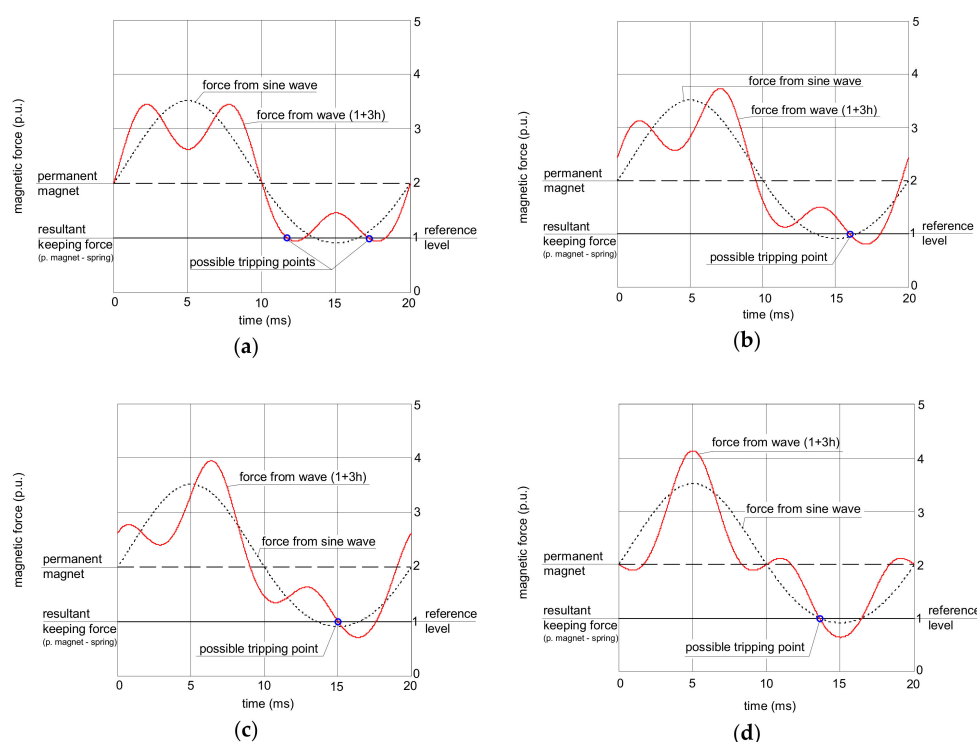 5
4
3
2
1
0
magnetic force (p.u.)
force from sine wave
force from wave (1+3h)
permanent
magnet
resultant
keeping force
(p. magnet - spring)
reference
level
possible tripping points
0
5
10
15
20
time (ms)
(a)
5
4
3
2
1
0
magnetic force (p.u.)
force from sine wave
force from wave (1+3h)
permanent
magnet
resultant
keeping force
(p. magnet - spring)
reference
level
possible tripping point
0
5
10
15
20
time (ms)
(b)
5
4
3
2
1
0
magnetic force (p.u.)
force from wave (1+3h)
force from sine wave
permanent
magnet
resultant
keeping force
(p. magnet - spring)
reference
level
possible tripping point
0
5
10
15
20
time (ms)
(c)
5
4
3
2
1
0
magnetic force (p.u.)
force from wave (1+3h)
force from sine wave
permanent
magnet
resultant
keeping force
(p. magnet - spring)
reference
level
possible tripping point
0
5
10
15
20
time (ms)
(d)